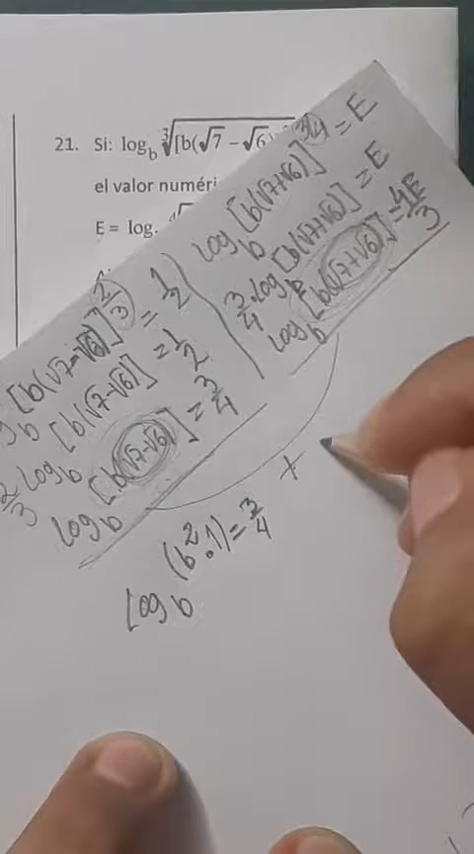 21. Si: log_b ∛[b(√7 − √6)
el valor numéri
E = log.
[b(√7-√6)]^(2/3) = 1/2
2/3 log_b [b(√7-√6)] = 1/2
log_b [b(√7-√6)] = 3/4
log_b [b(√7+√6)]^(3/4) = E
3/4 . log_b [b(√7+√6)] = E
log_b [b(√7+√6)] = 4E/3
+
log_b (b^2.1) = 3/4